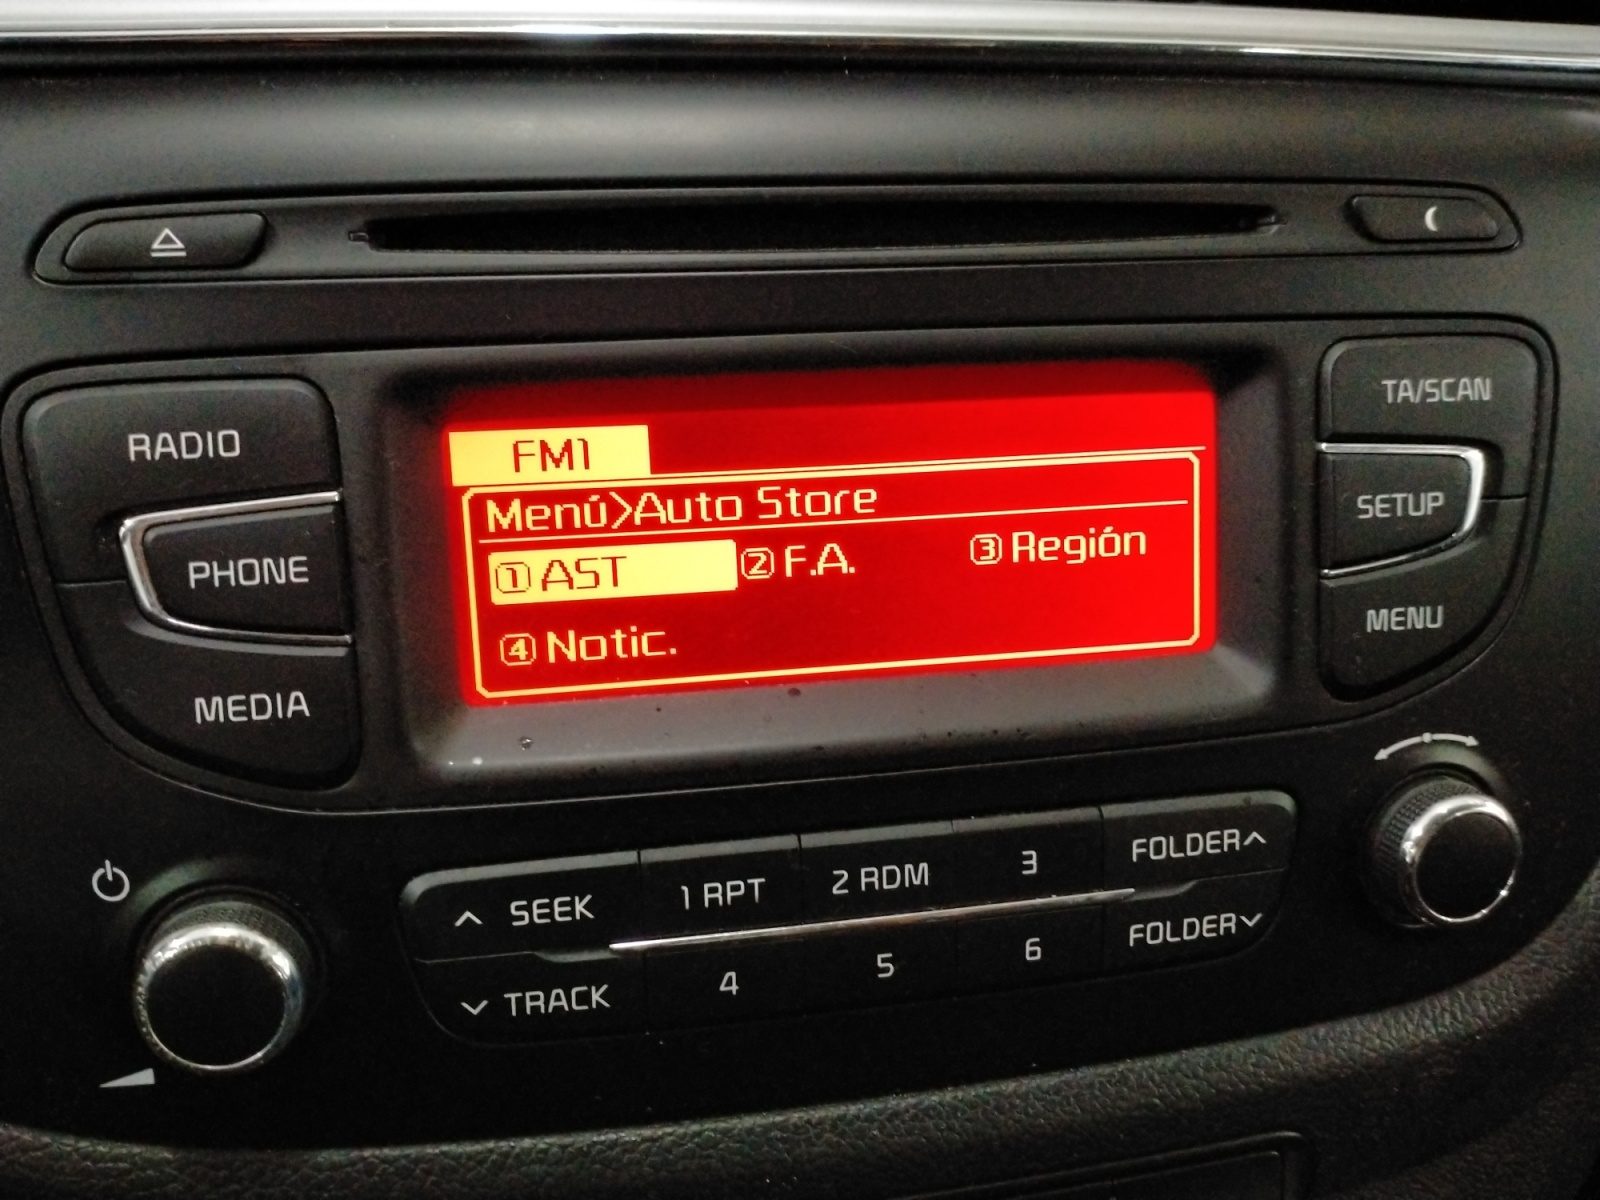 RADIO
PHONE
MEDIA
FM1
Menú>Auto Store
①AST ②F.A. ③Región
④Notic.
TA/SCAN
SETUP
MENU
SEEK 1 RPT 2 RDM 3 FOLDER
TRACK 4 5 6 FOLDER